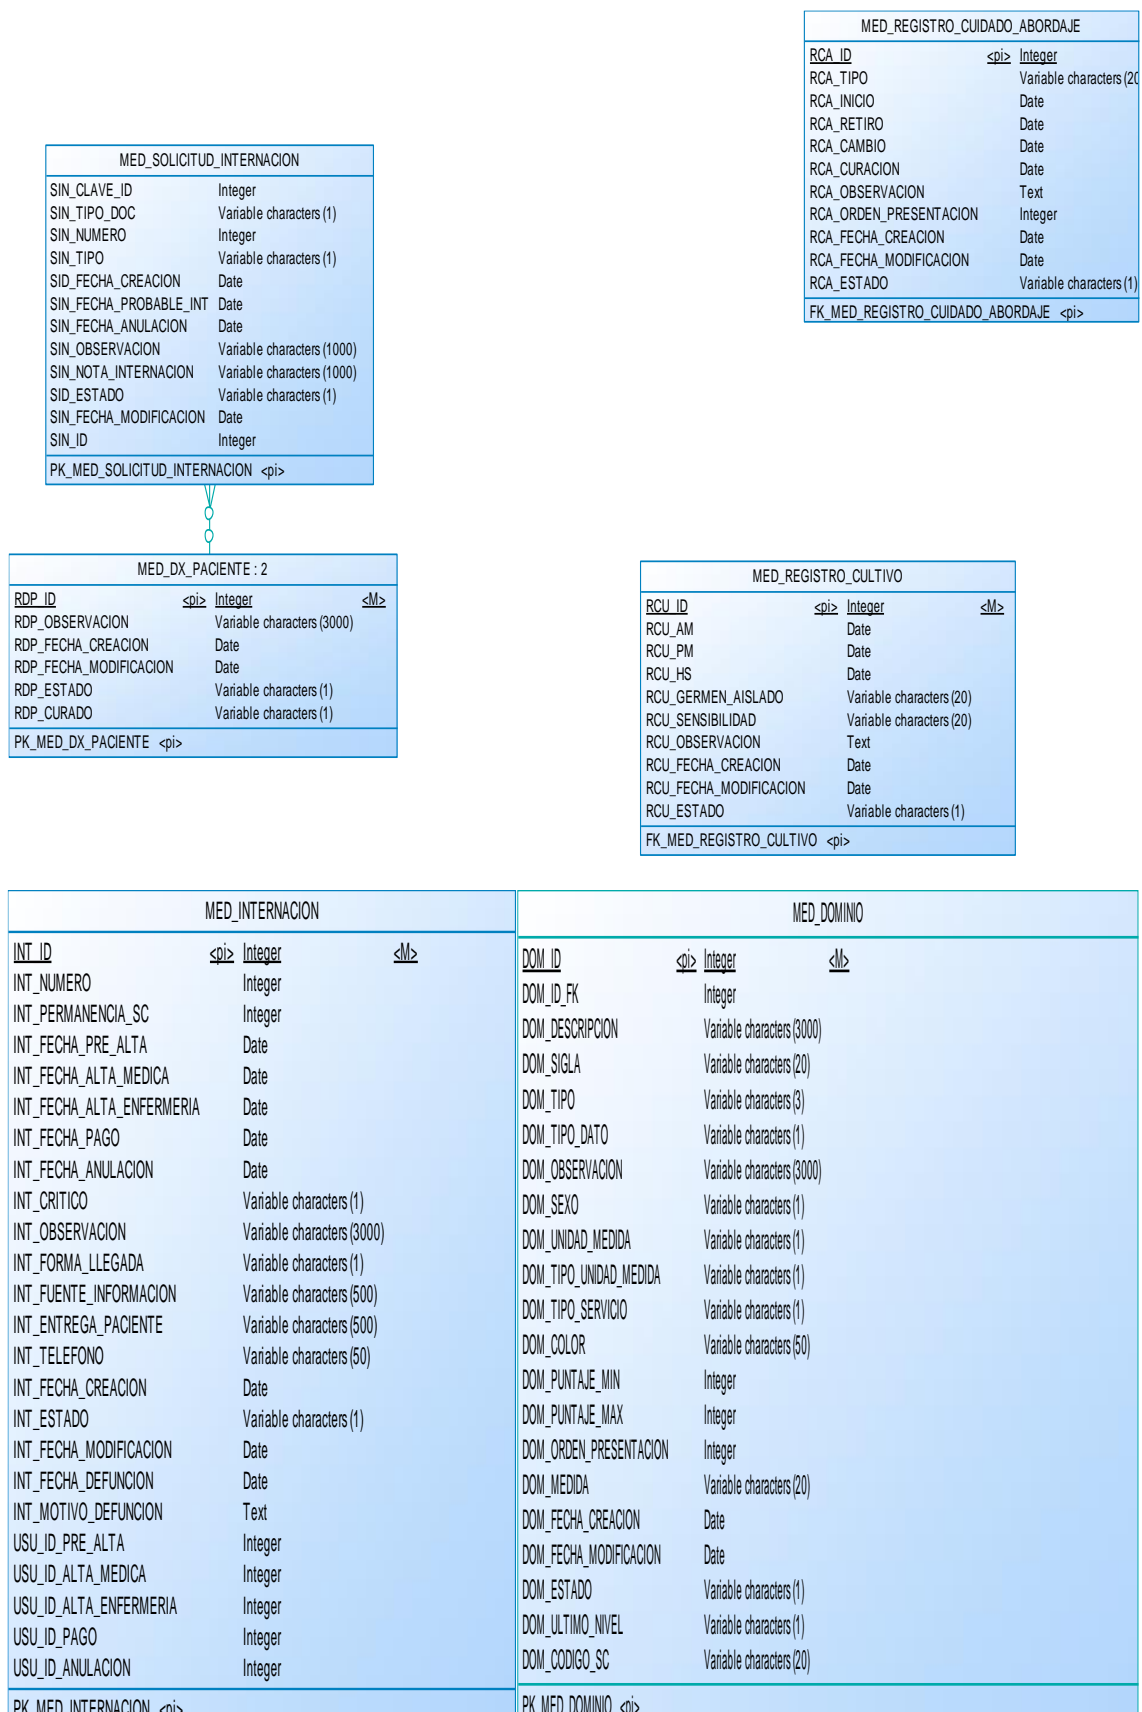 MED_REGISTRO_CUIDADO_ABORDAJE
RCA_ID <pi> Integer
RCA_TIPO Variable characters (20
RCA_INICIO Date
RCA_RETIRO Date
RCA_CAMBIO Date
RCA_CURACION Date
RCA_OBSERVACION Text
RCA_ORDEN_PRESENTACION Integer
RCA_FECHA_CREACION Date
RCA_FECHA_MODIFICACION Date
RCA_ESTADO Variable characters (1)
FK_MED_REGISTRO_CUIDADO_ABORDAJE <pi>
MED_SOLICITUD_INTERNACION
SIN_CLAVE_ID Integer
SIN_TIPO_DOC Variable characters (1)
SIN_NUMERO Integer
SIN_TIPO Variable characters (1)
SID_FECHA_CREACION Date
SIN_FECHA_PROBABLE_INT Date
SIN_FECHA_ANULACION Date
SIN_OBSERVACION Variable characters (1000)
SIN_NOTA_INTERNACION Variable characters (1000)
SID_ESTADO Variable characters (1)
SIN_FECHA_MODIFICACION Date
SIN_ID Integer
PK_MED_SOLICITUD_INTERNACION <pi>
MED_DX_PACIENTE : 2
RDP_ID <pi> Integer <M>
RDP_OBSERVACION Variable characters (3000)
RDP_FECHA_CREACION Date
RDP_FECHA_MODIFICACION Date
RDP_ESTADO Variable characters (1)
RDP_CURADO Variable characters (1)
PK_MED_DX_PACIENTE <pi>
MED_REGISTRO_CULTIVO
RCU_ID <pi> Integer <M>
RCU_AM Date
RCU_PM Date
RCU_HS Date
RCU_GERMEN_AISLADO Variable characters (20)
RCU_SENSIBILIDAD Variable characters (20)
RCU_OBSERVACION Text
RCU_FECHA_CREACION Date
RCU_FECHA_MODIFICACION Date
RCU_ESTADO Variable characters (1)
FK_MED_REGISTRO_CULTIVO <pi>
MED_INTERNACION
INT_ID <pi> Integer <M>
INT_NUMERO Integer
INT_PERMANENCIA_SC Integer
INT_FECHA_PRE_ALTA Date
INT_FECHA_ALTA_MEDICA Date
INT_FECHA_ALTA_ENFERMERIA Date
INT_FECHA_PAGO Date
INT_FECHA_ANULACION Date
INT_CRITICO Variable characters (1)
INT_OBSERVACION Variable characters (3000)
INT_FORMA_LLEGADA Variable characters (1)
INT_FUENTE_INFORMACION Variable characters (500)
INT_ENTREGA_PACIENTE Variable characters (500)
INT_TELEFONO Variable characters (50)
INT_FECHA_CREACION Date
INT_ESTADO Variable characters (1)
INT_FECHA_MODIFICACION Date
INT_FECHA_DEFUNCION Date
INT_MOTIVO_DEFUNCION Text
USU_ID_PRE_ALTA Integer
USU_ID_ALTA_MEDICA Integer
USU_ID_ALTA_ENFERMERIA Integer
USU_ID_PAGO Integer
USU_ID_ANULACION Integer
PK_MED_INTERNACION <pi>
MED_DOMINIO
DOM_ID <pi> Integer <M>
DOM_ID_FK Integer
DOM_DESCRIPCION Variable characters (3000)
DOM_SIGLA Variable characters (20)
DOM_TIPO Variable characters (3)
DOM_TIPO_DATO Variable characters (1)
DOM_OBSERVACION Variable characters (3000)
DOM_SEXO Variable characters (1)
DOM_UNIDAD_MEDIDA Variable characters (1)
DOM_TIPO_UNIDAD_MEDIDA Variable characters (1)
DOM_TIPO_SERVICIO Variable characters (1)
DOM_COLOR Variable characters (50)
DOM_PUNTAJE_MIN Integer
DOM_PUNTAJE_MAX Integer
DOM_ORDEN_PRESENTACION Integer
DOM_MEDIDA Variable characters (20)
DOM_FECHA_CREACION Date
DOM_FECHA_MODIFICACION Date
DOM_ESTADO Variable characters (1)
DOM_ULTIMO_NIVEL Variable characters (1)
DOM_CODIGO_SC Variable characters (20)
PK_MED_DOMINIO <pi>